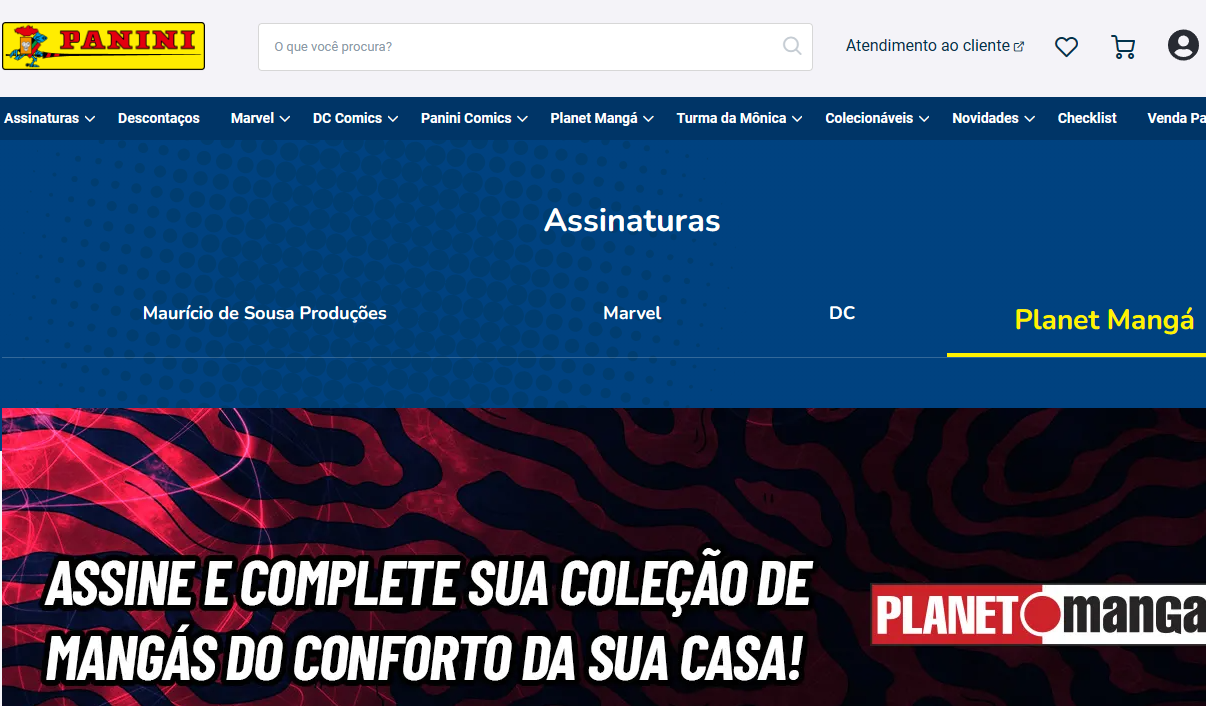 PANINI
O que você procura?
Atendimento ao cliente
Assinaturas Descontaços Marvel DC Comics Panini Comics Planet Mangá Turma da Mônica Colecionáveis Novidades Checklist Venda Pa
Assinaturas
Maurício de Sousa Produções Marvel DC Planet Mangá
ASSINE E COMPLETE SUA COLEÇÃO DE
MANGÁS DO CONFORTO DA SUA CASA!
PLANET manga